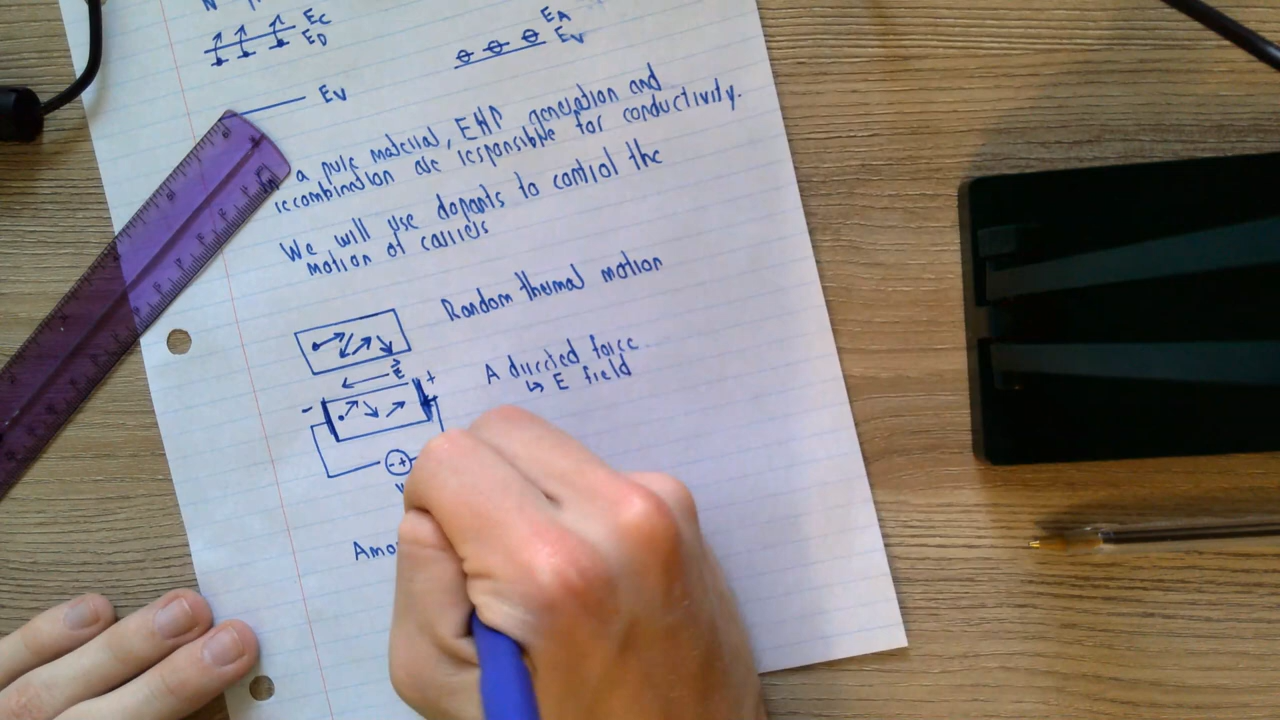 N
Ec
ED
EA
Ev
Ev
a pure material, EHP generation and
recombination are responsible for conductivity.
We will use dopants to control the
motion of carriers
Random thermal motion
E
A directed force
↳ E field
- +
- +
Amo